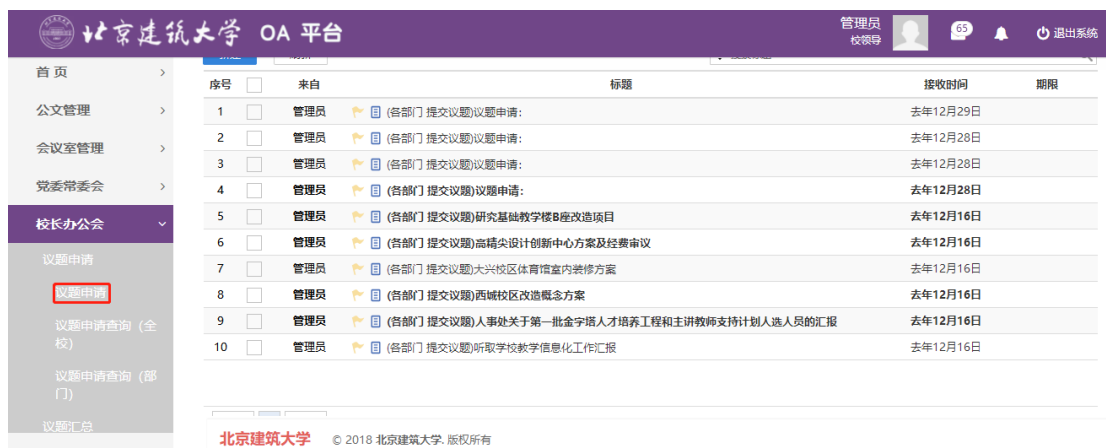 北京建筑大学 OA 平台
管理员
校领导
65
退出系统
首页
公文管理
会议室管理
党委常委会
校长办公会
议题申请
议题申请
议题申请查询（全
校）
议题申请查询（部
门）
议题汇总
序号 来自 标题 接收时间 期限
1 管理员 (各部门 提交议题)议题申请: 去年12月29日
2 管理员 (各部门 提交议题)议题申请: 去年12月28日
3 管理员 (各部门 提交议题)议题申请: 去年12月28日
4 管理员 (各部门 提交议题)议题申请: 去年12月28日
5 管理员 (各部门 提交议题)研究基础教学楼B座改造项目 去年12月16日
6 管理员 (各部门 提交议题)高精尖设计创新中心方案及经费审议 去年12月16日
7 管理员 (各部门 提交议题)大兴校区体育馆室内装修方案 去年12月16日
8 管理员 (各部门 提交议题)西城校区改造概念方案 去年12月16日
9 管理员 (各部门 提交议题)人事处关于第一批金字塔人才培养工程和主讲教师支持计划人选人员的汇报 去年12月16日
10 管理员 (各部门 提交议题)听取学校教学信息化工作汇报 去年12月16日
北京建筑大学 © 2018 北京建筑大学. 版权所有